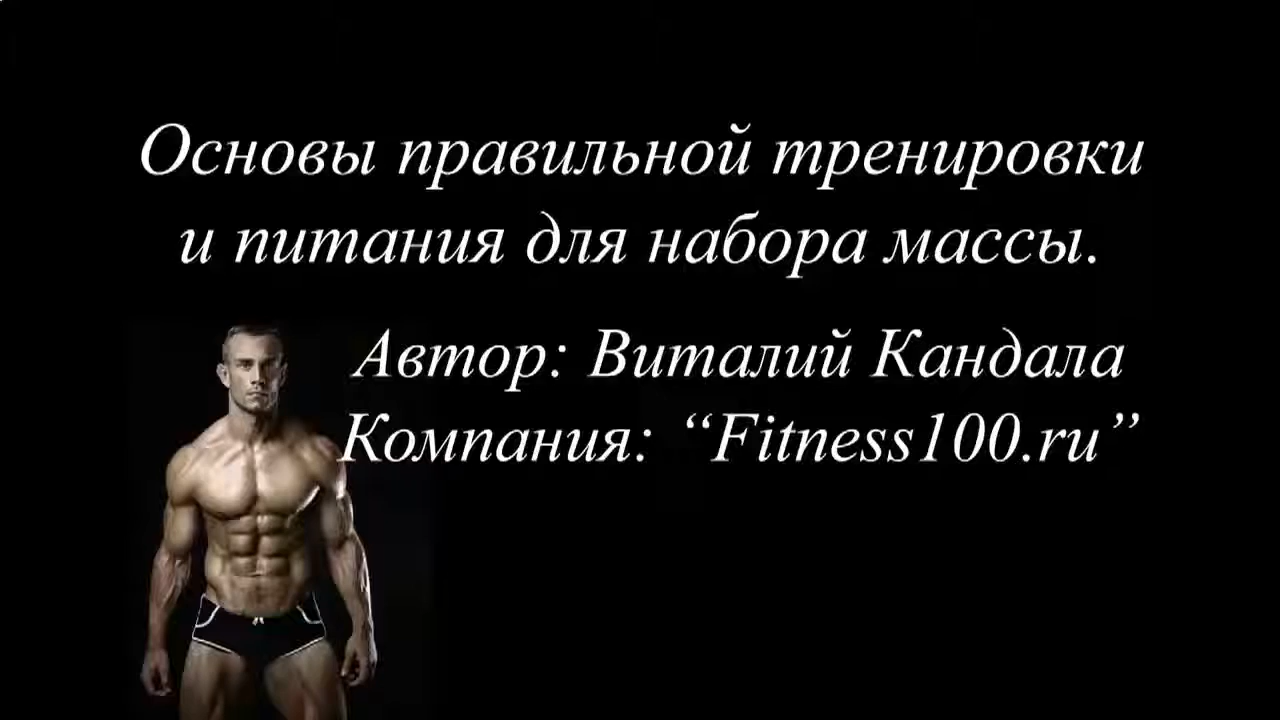 Основы правильной тренировки
и питания для набора массы.
Автор: Виталий Кандала
Компания: “Fitness100.ru”